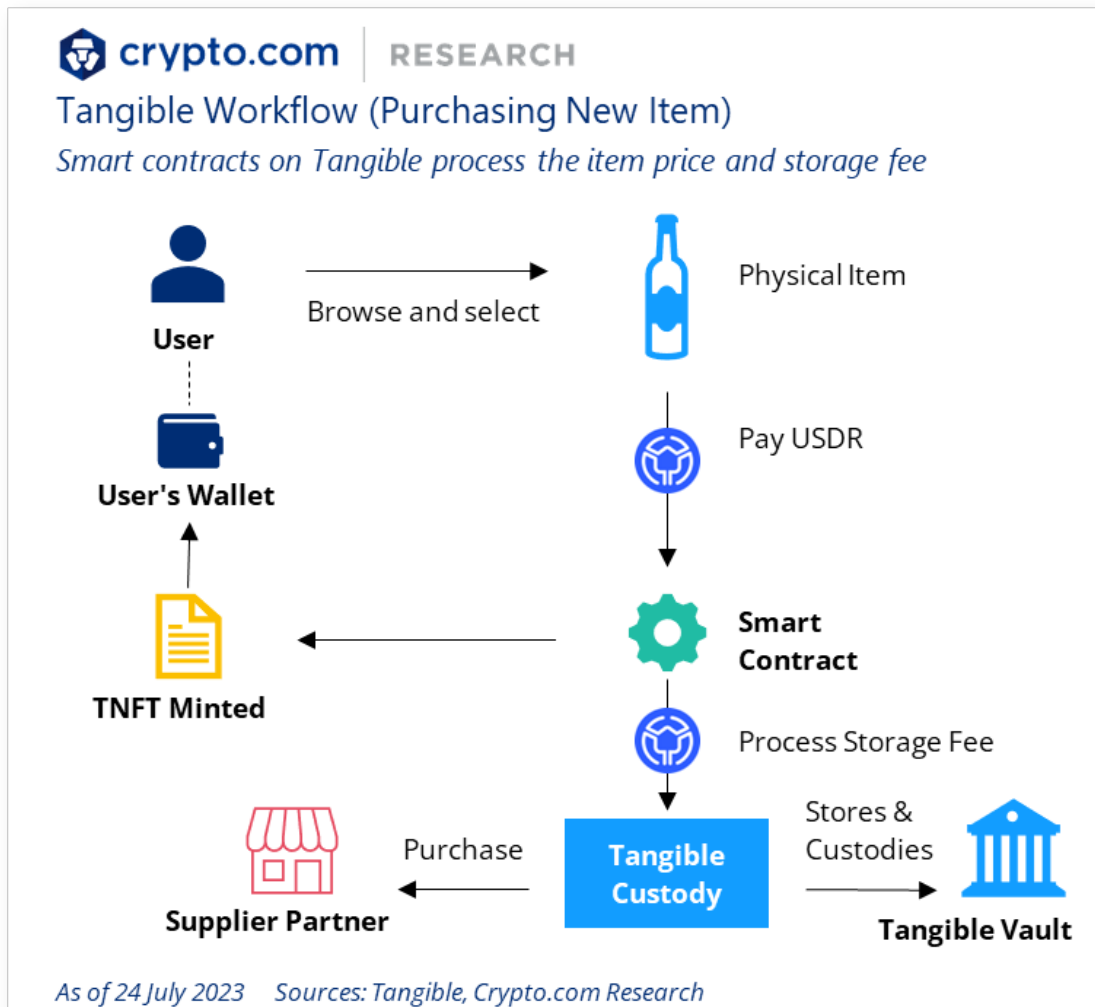 crypto.com | RESEARCH
Tangible Workflow (Purchasing New Item)
Smart contracts on Tangible process the item price and storage fee
User
Browse and select
Physical Item
User's Wallet
Pay USDR
TNFT Minted
Smart
Contract
Process Storage Fee
Supplier Partner
Purchase
Tangible
Custody
Stores &
Custodies
Tangible Vault
As of 24 July 2023 Sources: Tangible, Crypto.com Research